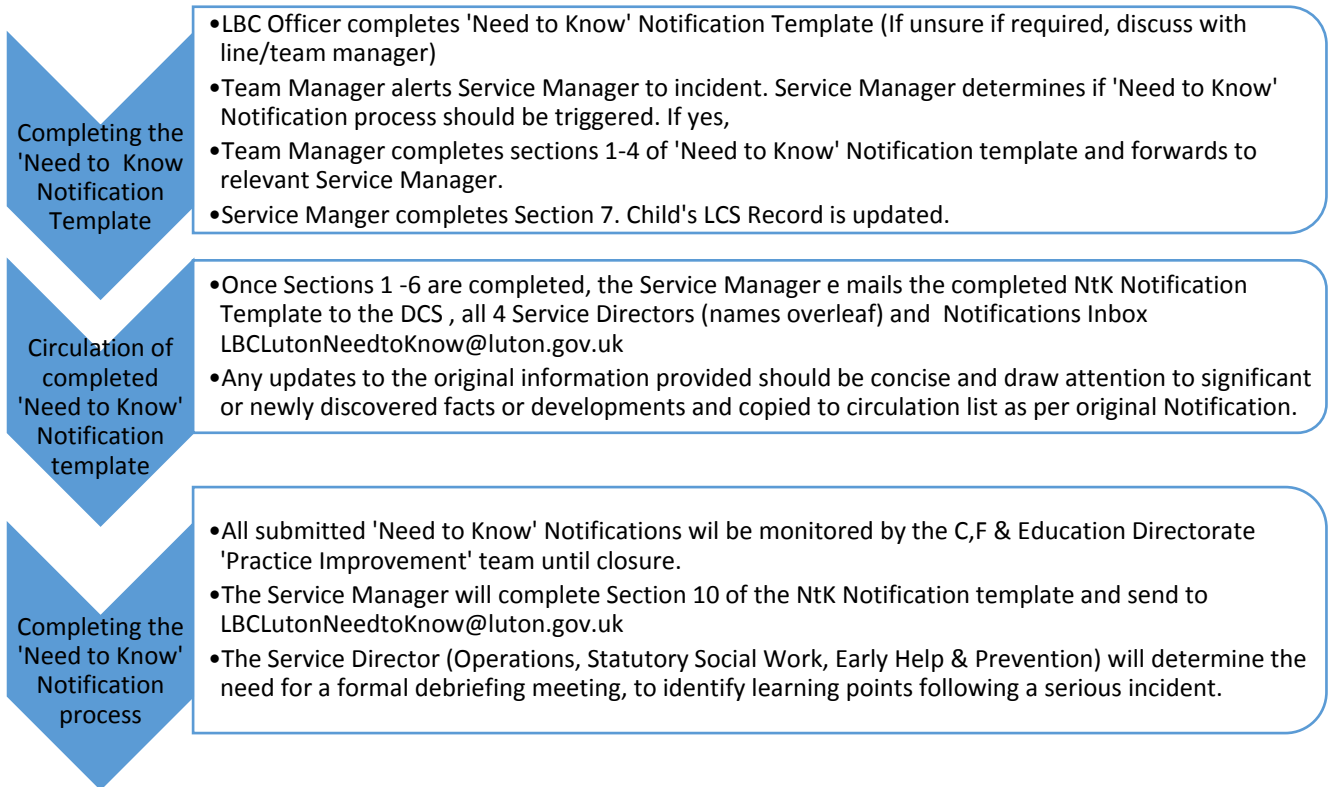 Completing the
'Need to  Know
Notification
Template
•LBC Officer completes 'Need to Know' Notification Template (If unsure if required, discuss with
line/team manager)
•Team Manager alerts Service Manager to incident. Service Manager determines if 'Need to Know'
Notification process should be triggered. If yes,
•Team Manager completes sections 1-4 of 'Need to Know' Notification template and forwards to
relevant Service Manager.
•Service Manger completes Section 7. Child's LCS Record is updated.
Circulation of
completed
'Need to Know'
Notification
template
•Once Sections 1 -6 are completed, the Service Manager e mails the completed NtK Notification
Template to the DCS , all 4 Service Directors (names overleaf) and  Notifications Inbox
LBCLutonNeedtoKnow@luton.gov.uk
•Any updates to the original information provided should be concise and draw attention to significant
or newly discovered facts or developments and copied to circulation list as per original Notification.
Completing the
'Need to Know'
Notification
process
•All submitted 'Need to Know' Notifications wil be monitored by the C,F & Education Directorate
'Practice Improvement' team until closure.
•The Service Manager will complete Section 10 of the NtK Notification template and send to
LBCLutonNeedtoKnow@luton.gov.uk
•The Service Director (Operations, Statutory Social Work, Early Help & Prevention) will determine the
need for a formal debriefing meeting, to identify learning points following a serious incident.